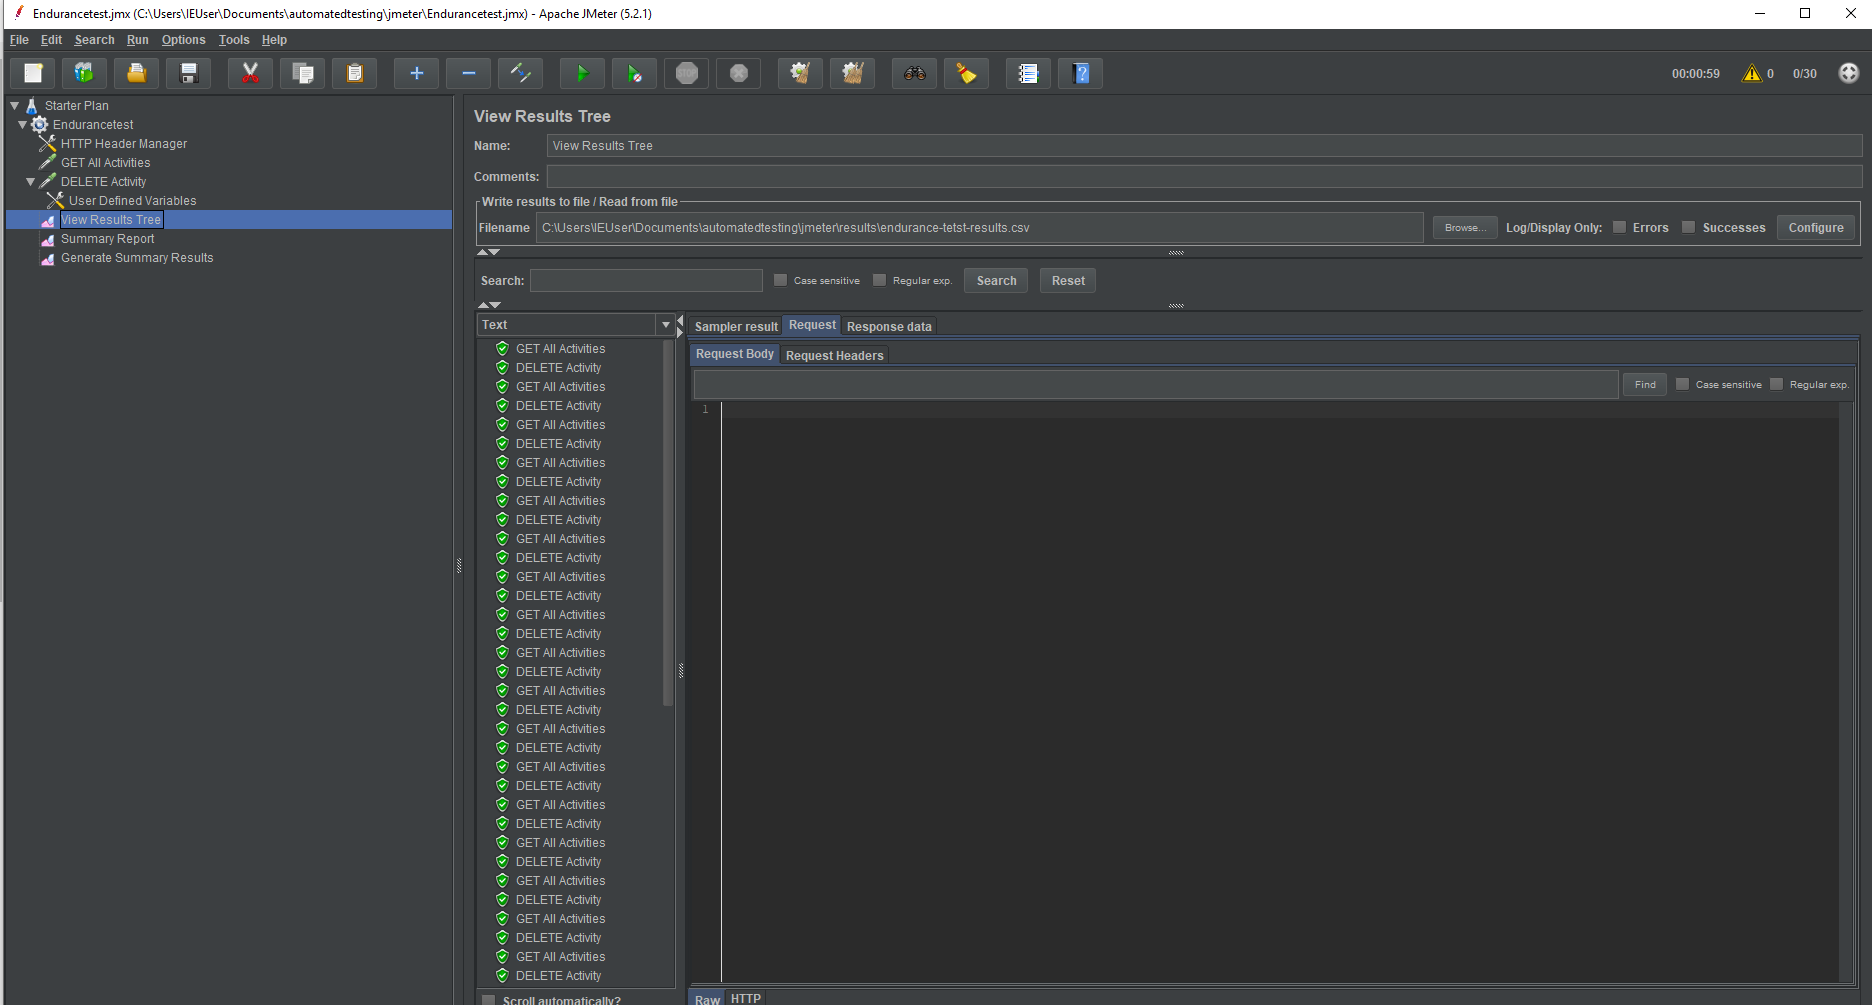 Endurancetest.jmx (C:\Users\IEUser\Documents\automatedtesting\jmeter\Endurancetest.jmx) - Apache JMeter (5.2.1)
File Edit Search Run Options Tools Help
STOP
00:00:59 0 0/30
Starter Plan
Endurancetest
HTTP Header Manager
GET All Activities
DELETE Activity
User Defined Variables
View Results Tree
Summary Report
Generate Summary Results
View Results Tree
Name: View Results Tree
Comments:
Write results to file / Read from file
Filename C:\Users\IEUser\Documents\automatedtesting\jmeter\results\endurance-tetst-results.csv Browse... Log/Display Only: Errors Successes Configure
Search: Case sensitive Regular exp. Search Reset
Text
GET All Activities
DELETE Activity
GET All Activities
DELETE Activity
GET All Activities
DELETE Activity
GET All Activities
DELETE Activity
GET All Activities
DELETE Activity
GET All Activities
DELETE Activity
GET All Activities
DELETE Activity
GET All Activities
DELETE Activity
GET All Activities
DELETE Activity
GET All Activities
DELETE Activity
GET All Activities
DELETE Activity
GET All Activities
DELETE Activity
GET All Activities
DELETE Activity
GET All Activities
DELETE Activity
GET All Activities
DELETE Activity
GET All Activities
DELETE Activity
GET All Activities
DELETE Activity
Scroll automatically?
Sampler result Request Response data
Request Body Request Headers
Find Case sensitive Regular exp.
1
Raw HTTP